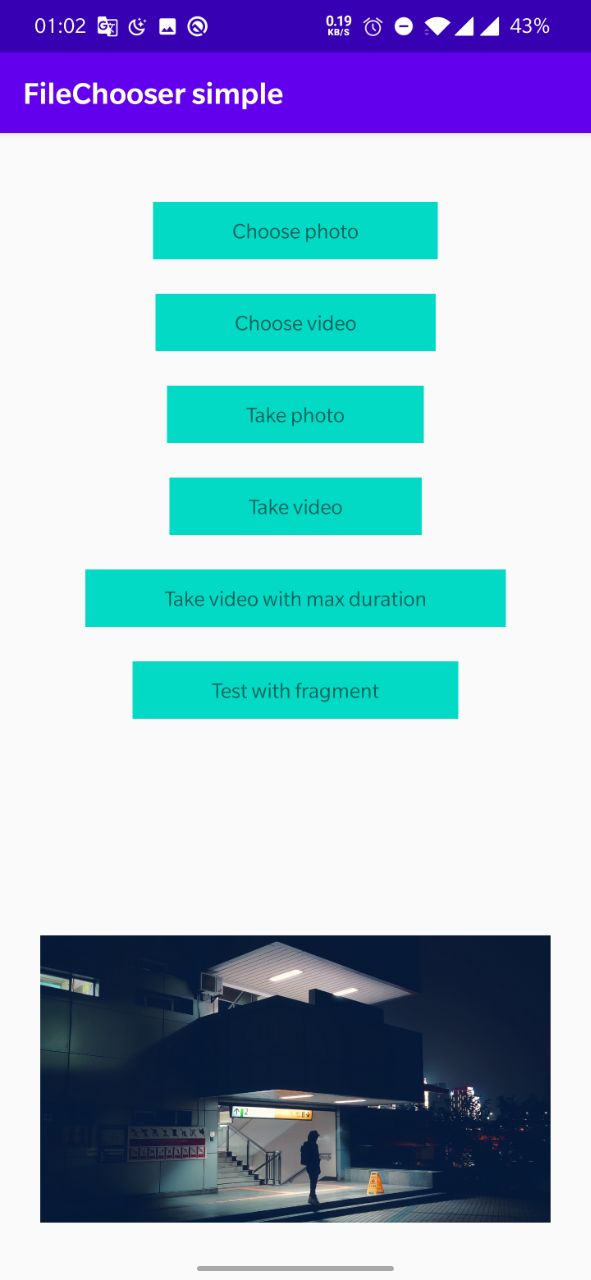 01:02
0.19
KB/S
43%
FileChooser simple
Choose photo
Choose video
Take photo
Take video
Take video with max duration
Test with fragment
2